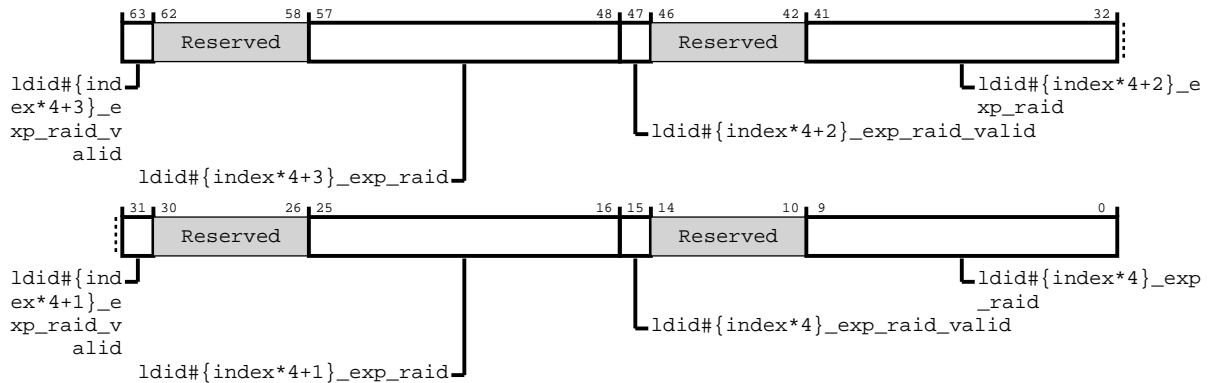 63 62 58 57 48 47 46 42 41 32
Reserved Reserved
ldid#{ind
ex*4+3}_e
xp_raid_v
alid
ldid#{index*4+2}_e
xp_raid
ldid#{index*4+2}_exp_raid_valid
ldid#{index*4+3}_exp_raid
31 30 26 25 16 15 14 10 9 0
Reserved Reserved
ldid#{ind
ex*4+1}_e
xp_raid_v
alid
ldid#{index*4}_exp
_raid
ldid#{index*4}_exp_raid_valid
ldid#{index*4+1}_exp_raid